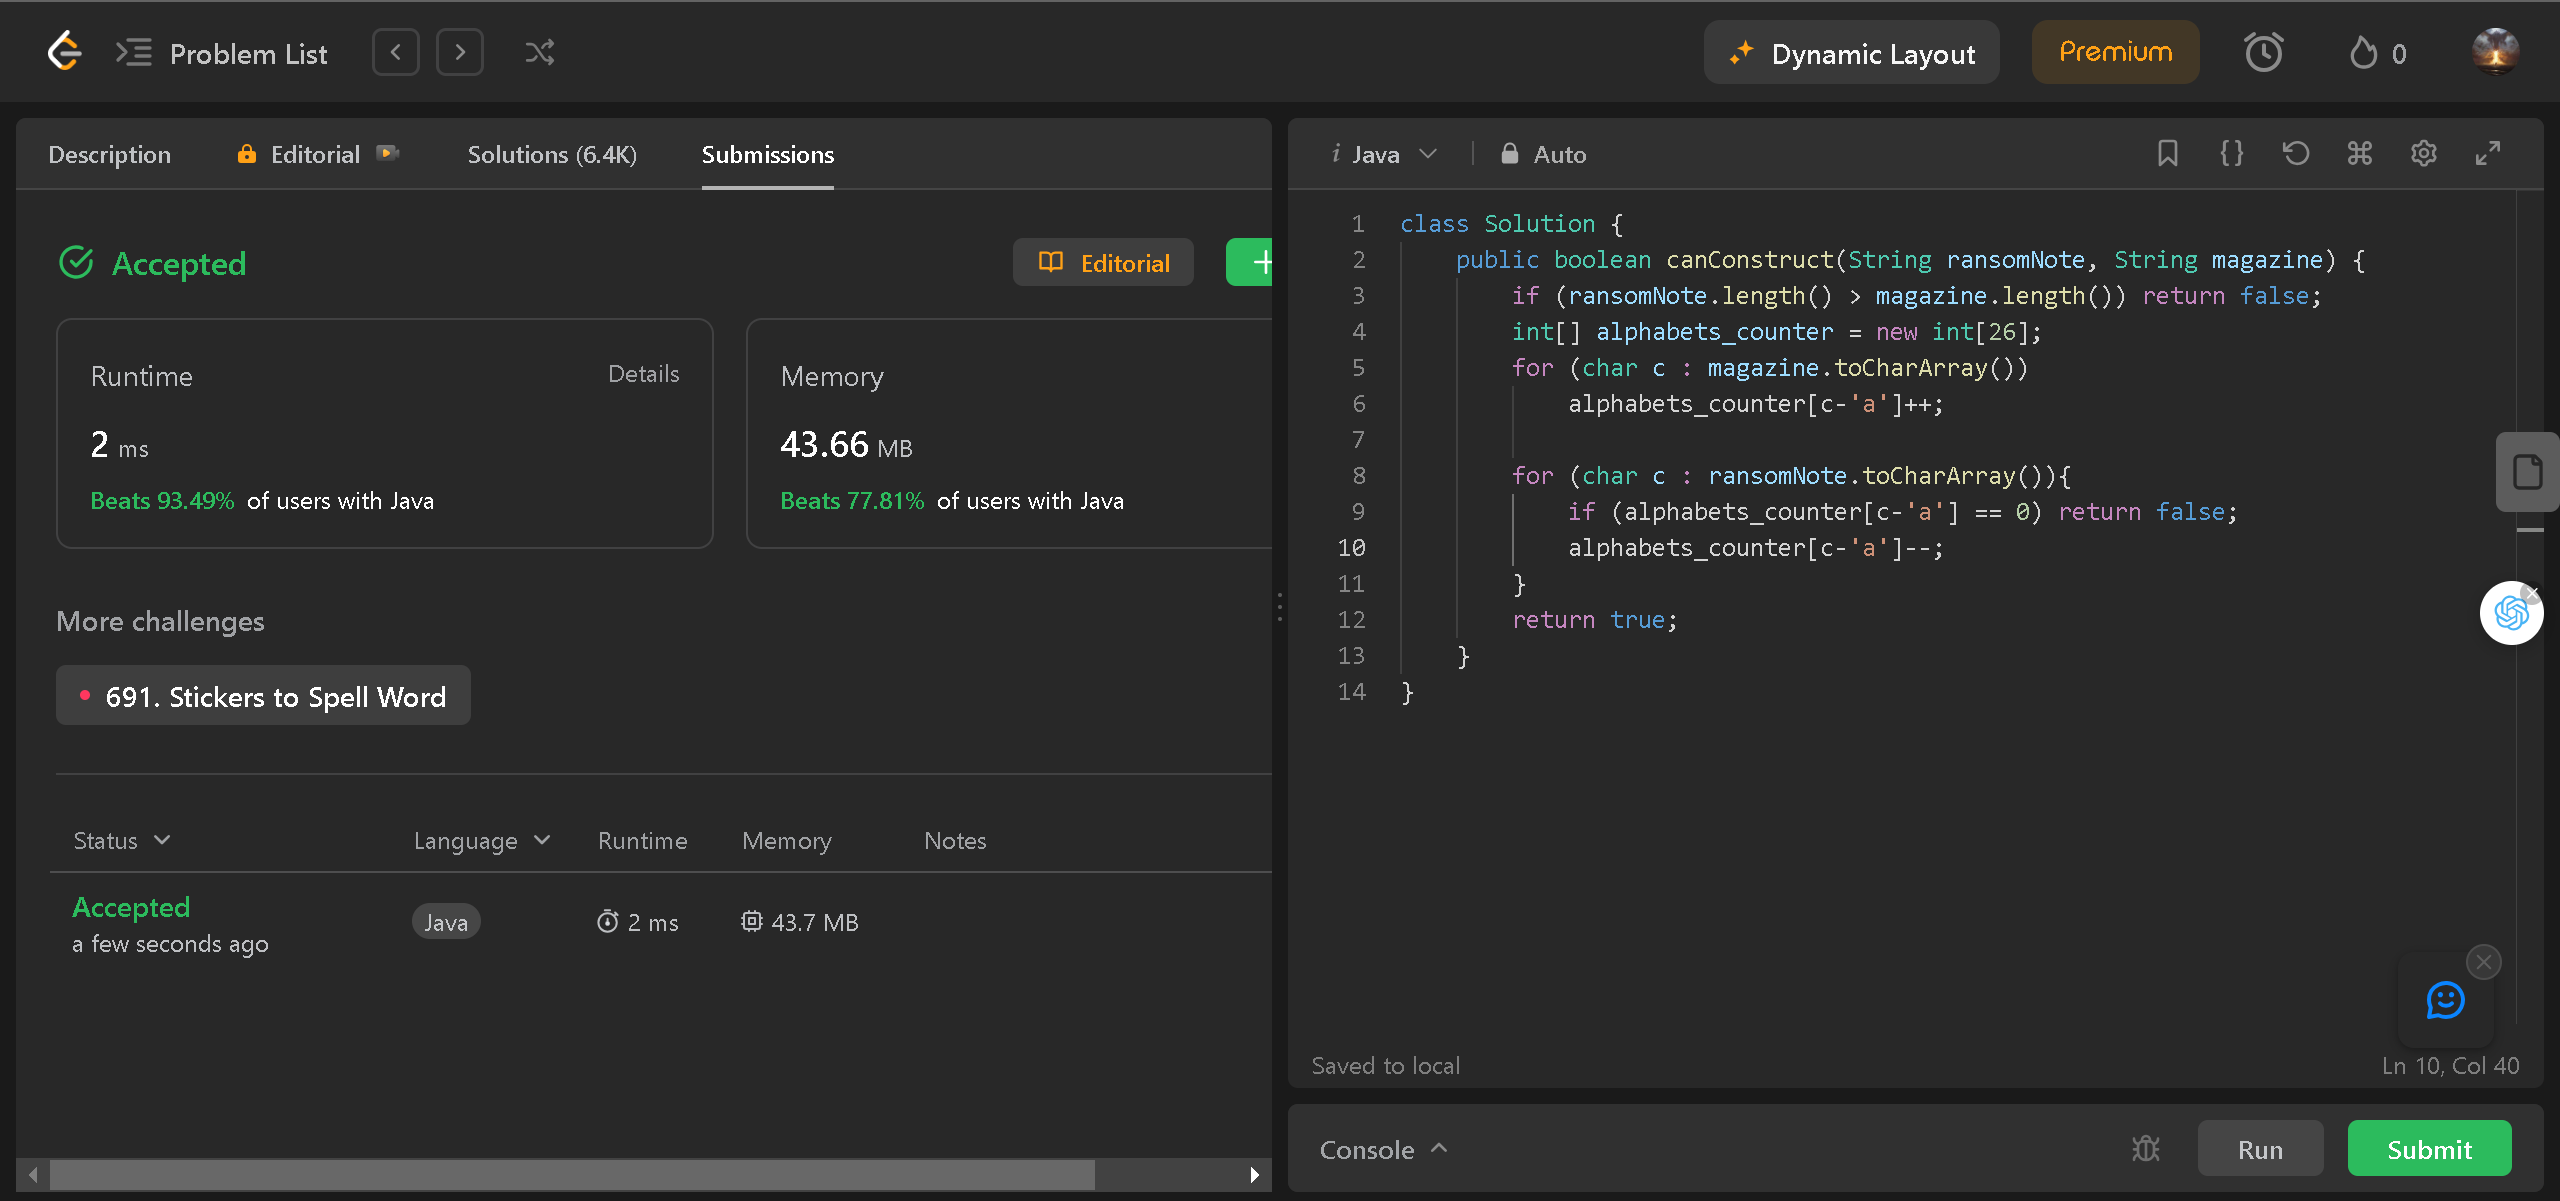 Problem List
Dynamic Layout
Premium
0
Description
Editorial
Solutions (6.4K)
Submissions
Accepted
Editorial
Runtime
Details
2 ms
Beats 93.49% of users with Java
Memory
43.66 MB
Beats 77.81% of users with Java
More challenges
691. Stickers to Spell Word
Status
Language
Runtime
Memory
Notes
Accepted
a few seconds ago
Java
2 ms
43.7 MB
i Java
Auto
1 class Solution {
2 public boolean canConstruct(String ransomNote, String magazine) {
3 if (ransomNote.length() > magazine.length()) return false;
4 int[] alphabets_counter = new int[26];
5 for (char c : magazine.toCharArray())
6 alphabets_counter[c-'a']++;
7
8 for (char c : ransomNote.toCharArray()){
9 if (alphabets_counter[c-'a'] == 0) return false;
10 alphabets_counter[c-'a']--;
11 }
12 return true;
13 }
14 }
Saved to local
Ln 10, Col 40
Console
Run
Submit